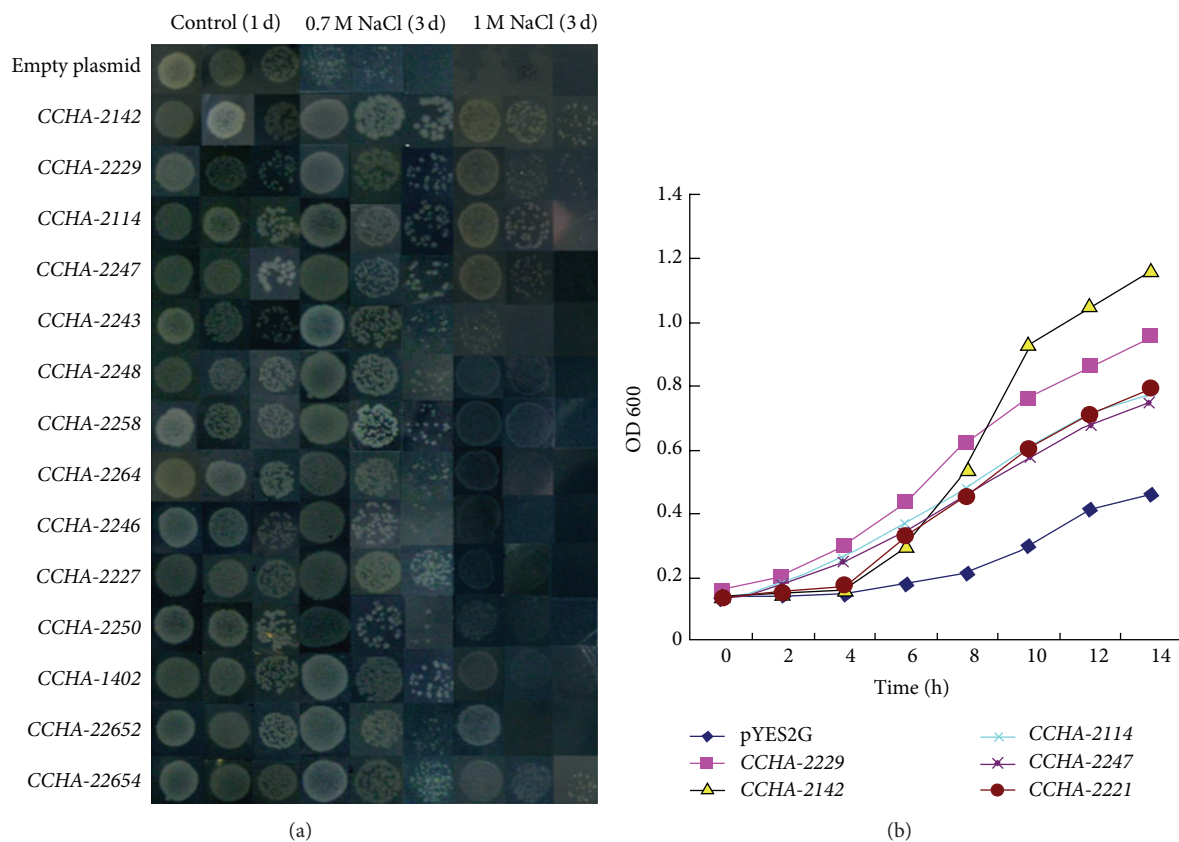 Control (1 d) 0.7 M NaCl (3 d) 1 M NaCl (3 d)
Empty plasmid
CCHA-2142
CCHA-2229
CCHA-2114
CCHA-2247
CCHA-2243
CCHA-2248
CCHA-2258
CCHA-2264
CCHA-2246
CCHA-2227
CCHA-2250
CCHA-1402
CCHA-22652
CCHA-22654
(a)
1.4
1.2
1.0
0.8
0.6
0.4
0.2
0
OD 600
0 2 4 6 8 10 12 14
Time (h)
pYES2G
CCHA-2229
CCHA-2142
CCHA-2114
CCHA-2247
CCHA-2221
(b)